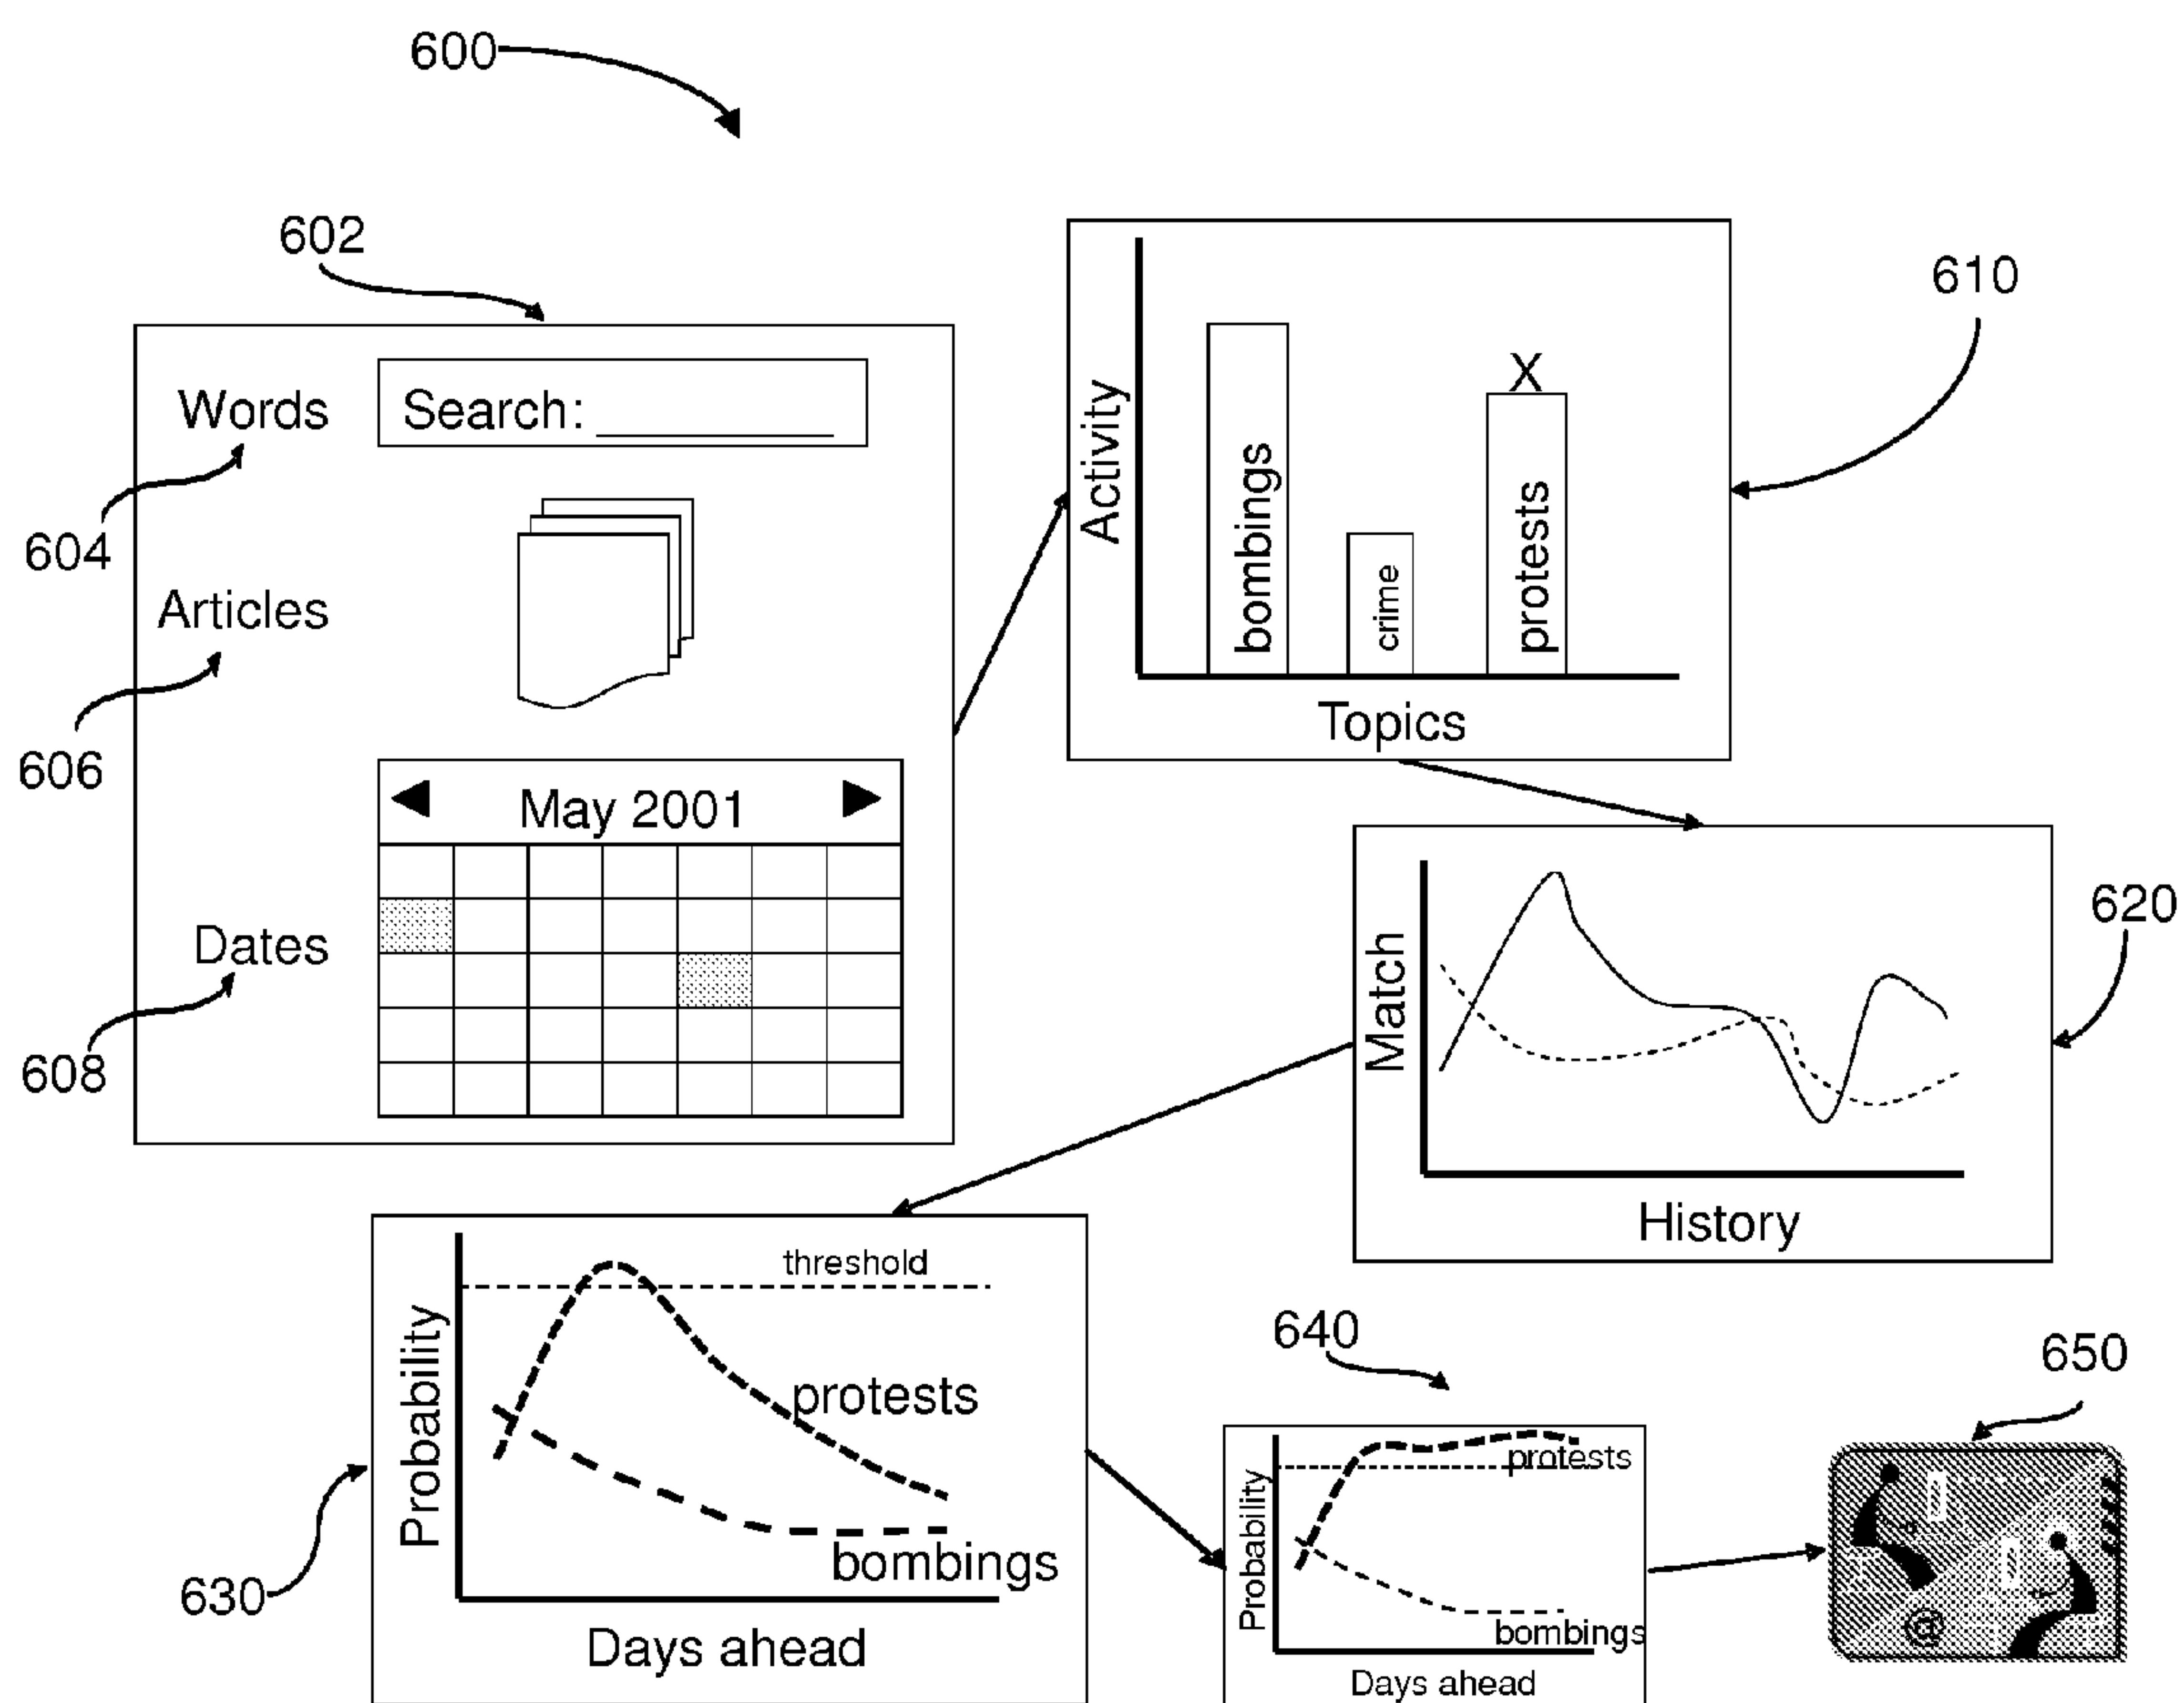 600
602
Words
Search:
604
Articles
606
May 2001
Dates
608
610
Activity
bombings
crime
X
protests
Topics
620
Match
History
630
Probability
threshold
protests
bombings
Days ahead
640
Probability
protests
bombings
Days ahead
650
@